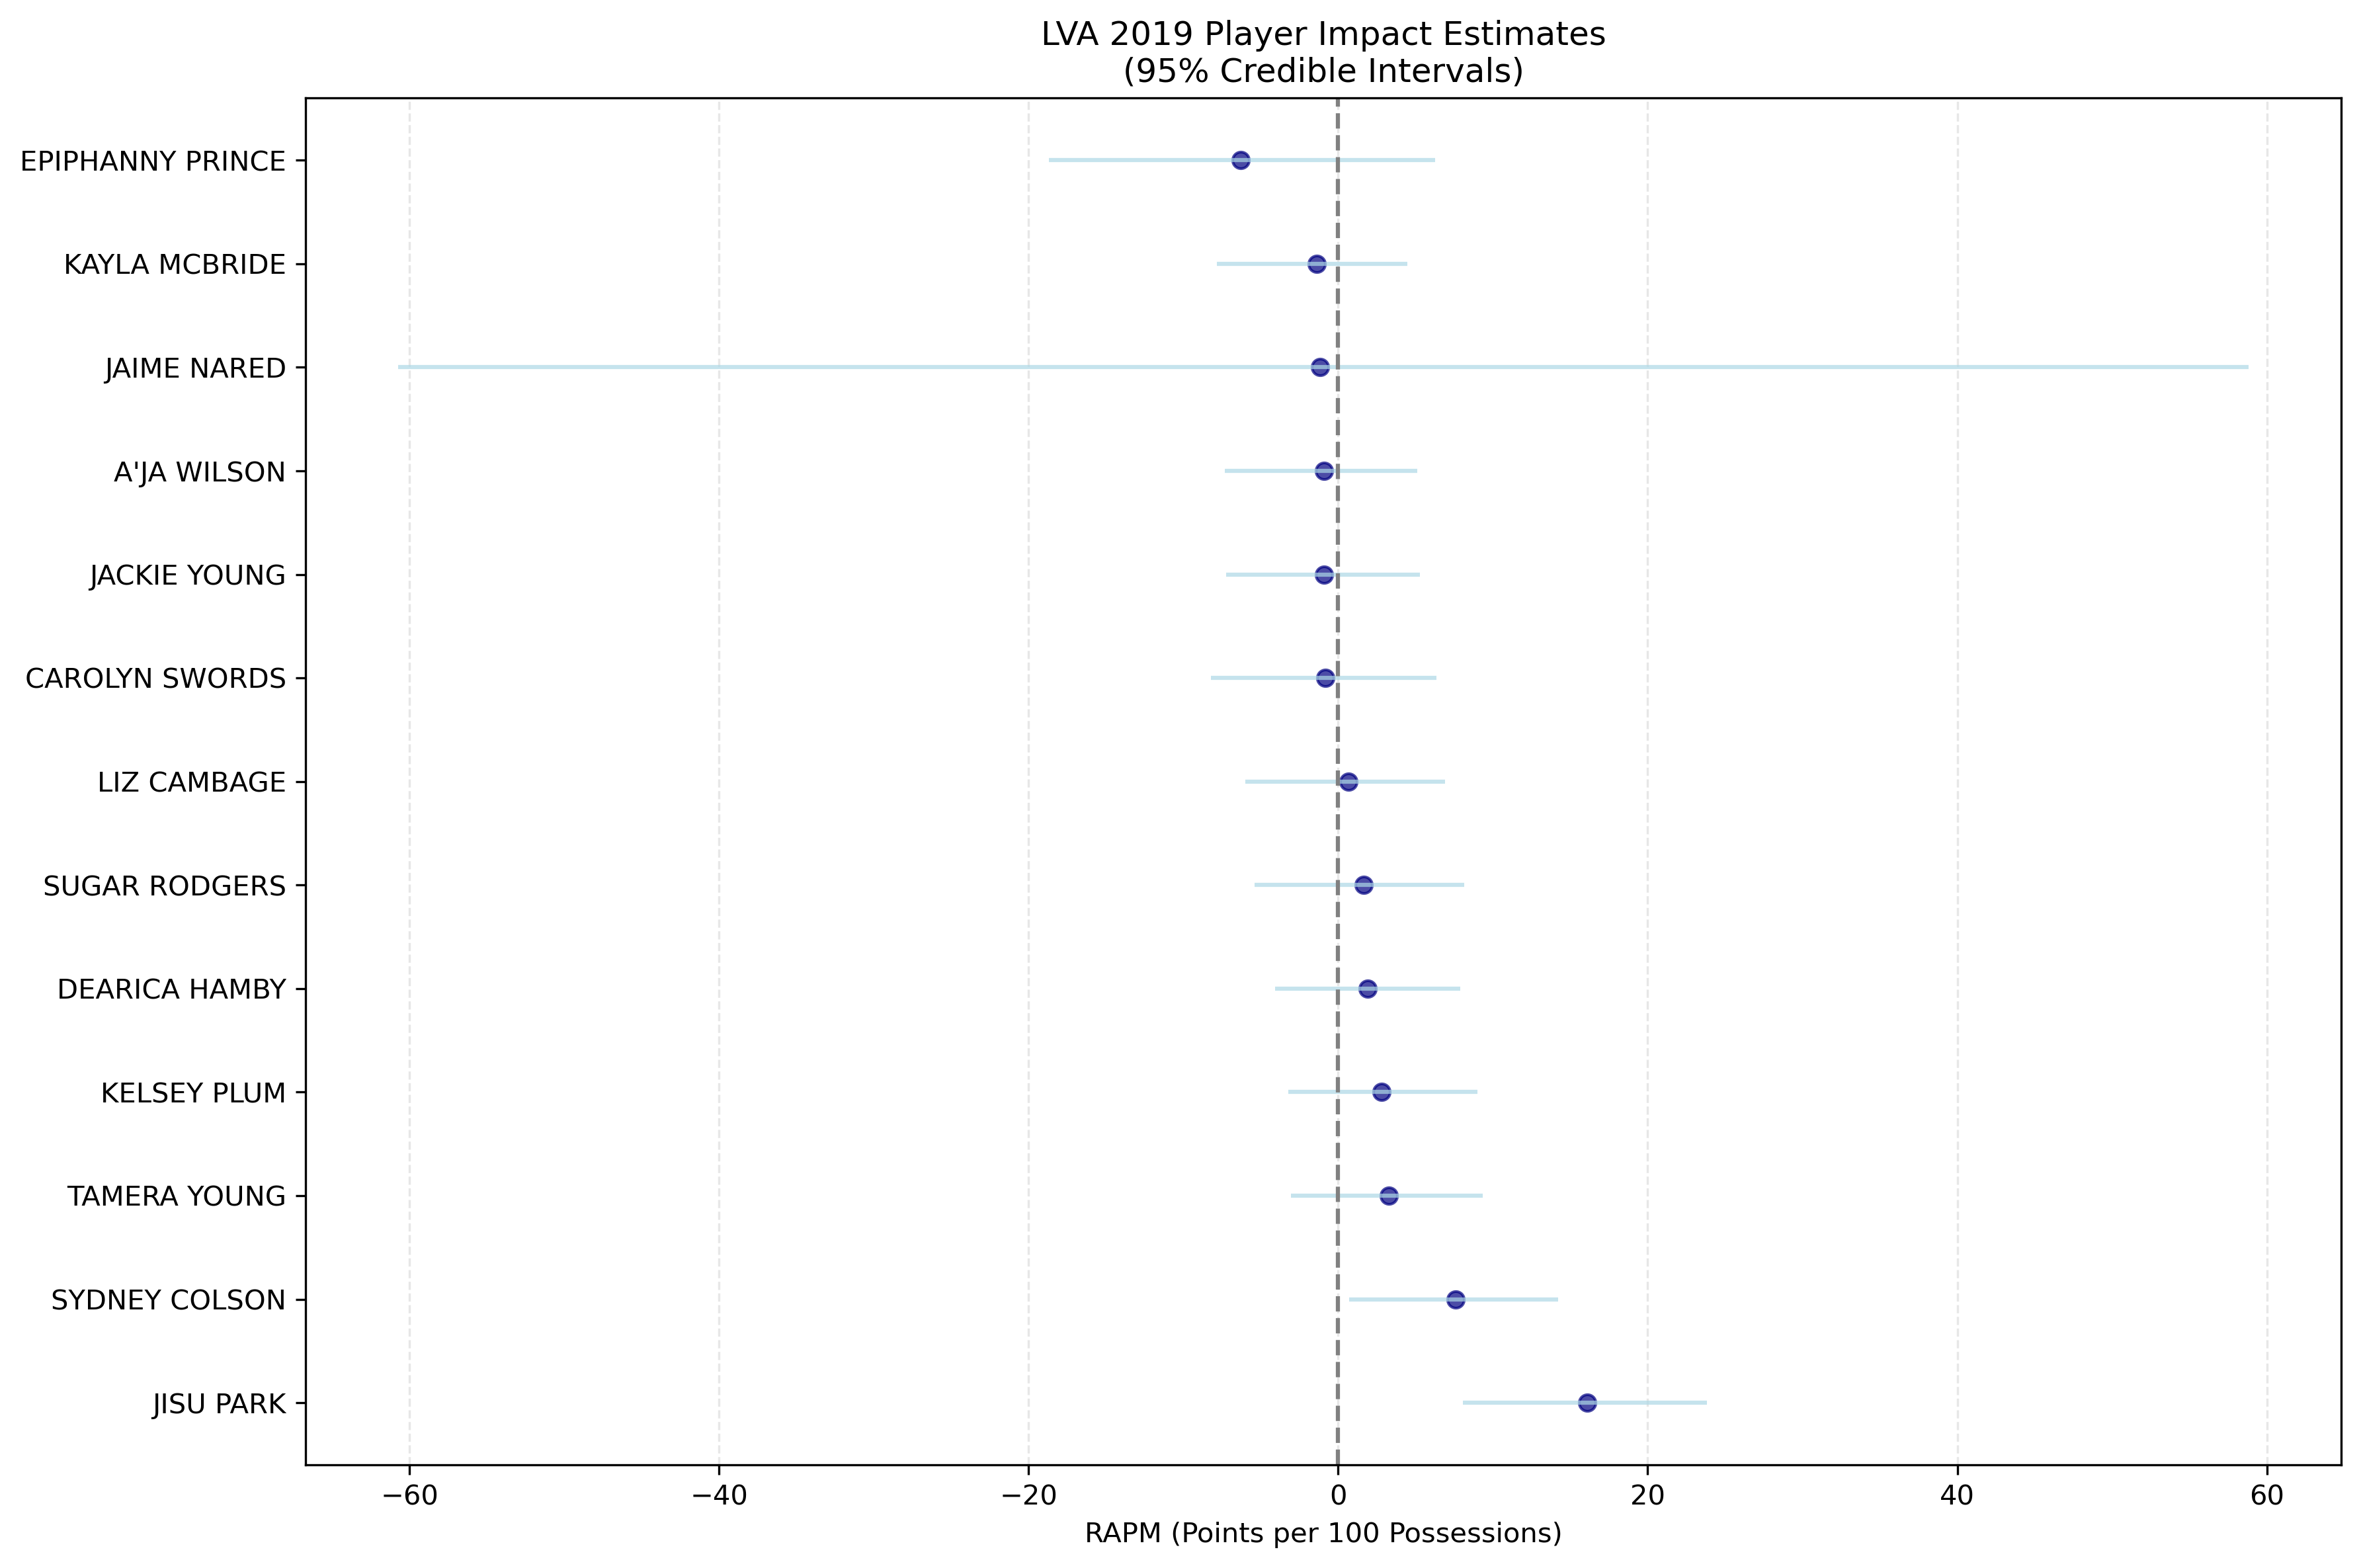 LVA 2019 Player Impact Estimates
(95% Credible Intervals)
EPIPHANNY PRINCE
KAYLA MCBRIDE
JAIME NARED
A'JA WILSON
JACKIE YOUNG
CAROLYN SWORDS
LIZ CAMBAGE
SUGAR RODGERS
DEARICA HAMBY
KELSEY PLUM
TAMERA YOUNG
SYDNEY COLSON
JISU PARK
−60 −40 −20 0 20 40 60
RAPM (Points per 100 Possessions)